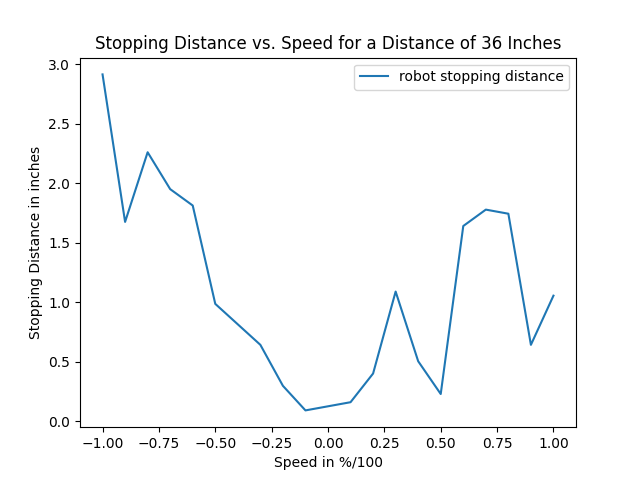 Stopping Distance vs. Speed for a Distance of 36 Inches
robot stopping distance
Stopping Distance in inches
3.0
2.5
2.0
1.5
1.0
0.5
0.0
−1.00 −0.75 −0.50 −0.25 0.00 0.25 0.50 0.75 1.00
Speed in %/100